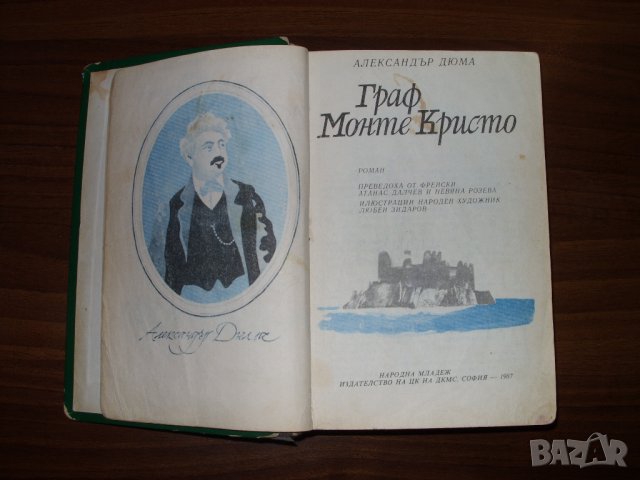 Александър Дюма
АЛЕКСАНДЪР ДЮМА
Граф
Монте Кристо
РОМАН
ПРЕВЕДОХА ОТ ФРЕНСКИ
АТАНАС ДАЛЧЕВ И НЕВЯНА РОЗЕВА
ИЛЮСТРАЦИИ НАРОДЕН ХУДОЖНИК
ЛЮБЕН ЗИДАРОВ
НАРОДНА МЛАДЕЖ
ИЗДАТЕЛСТВО НА ЦК НА ДКМС, СОФИЯ — 1987
BAZAR